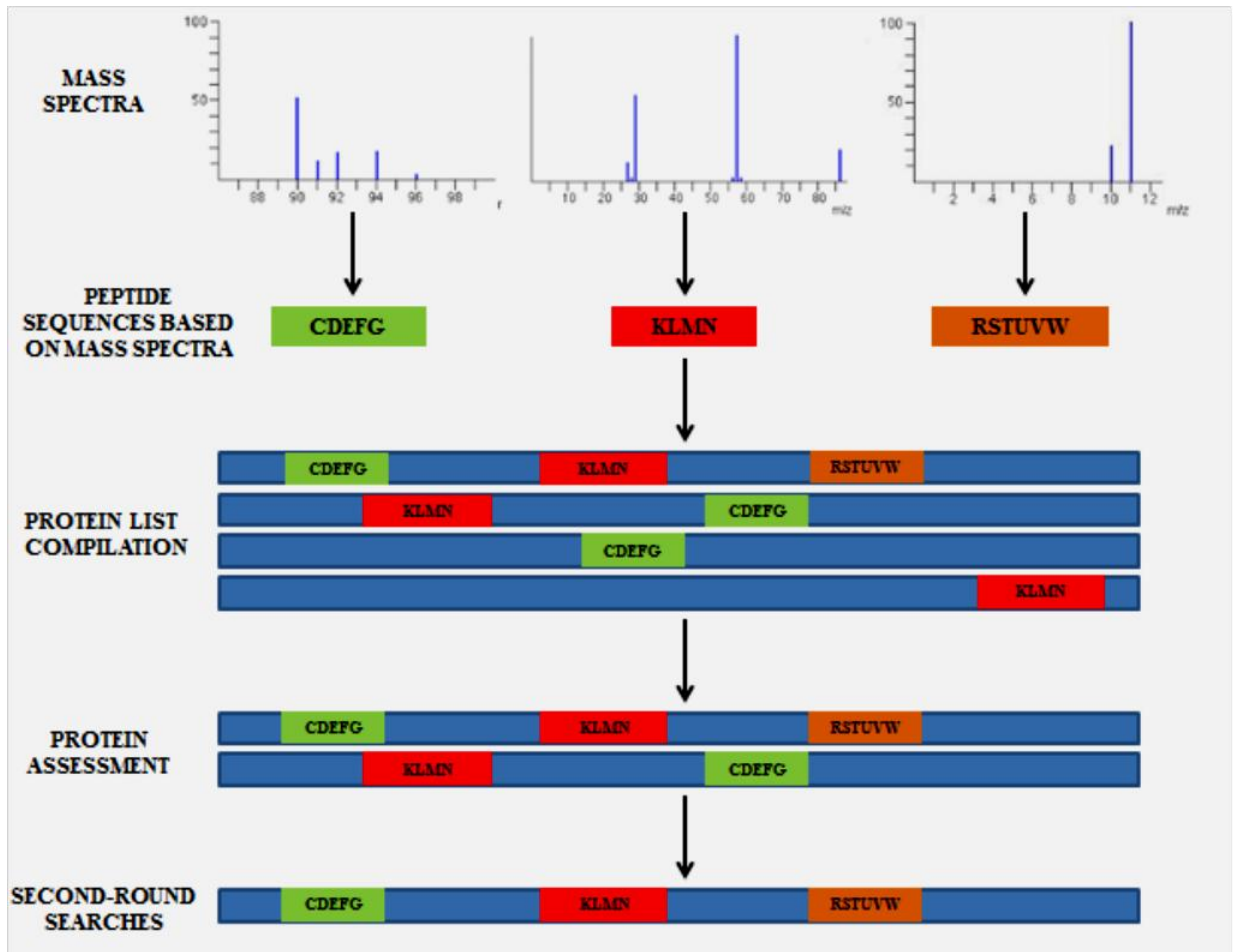 MASS
SPECTRA
100
50
88 90 92 94 96 98
r
10 20 30 40 50 60 70 80
m/z
100
50
2 4 6 8 10 12
m/z
PEPTIDE
SEQUENCES BASED
ON MASS SPECTRA
CDEFG
KLMN
RSTUVW
PROTEIN LIST
COMPILATION
CDEFG KLMN RSTUVW
KLMN CDEFG
CDEFG
KLMN
PROTEIN
ASSESSMENT
CDEFG KLMN RSTUVW
KLMN CDEFG
SECOND-ROUND
SEARCHES
CDEFG KLMN RSTUVW